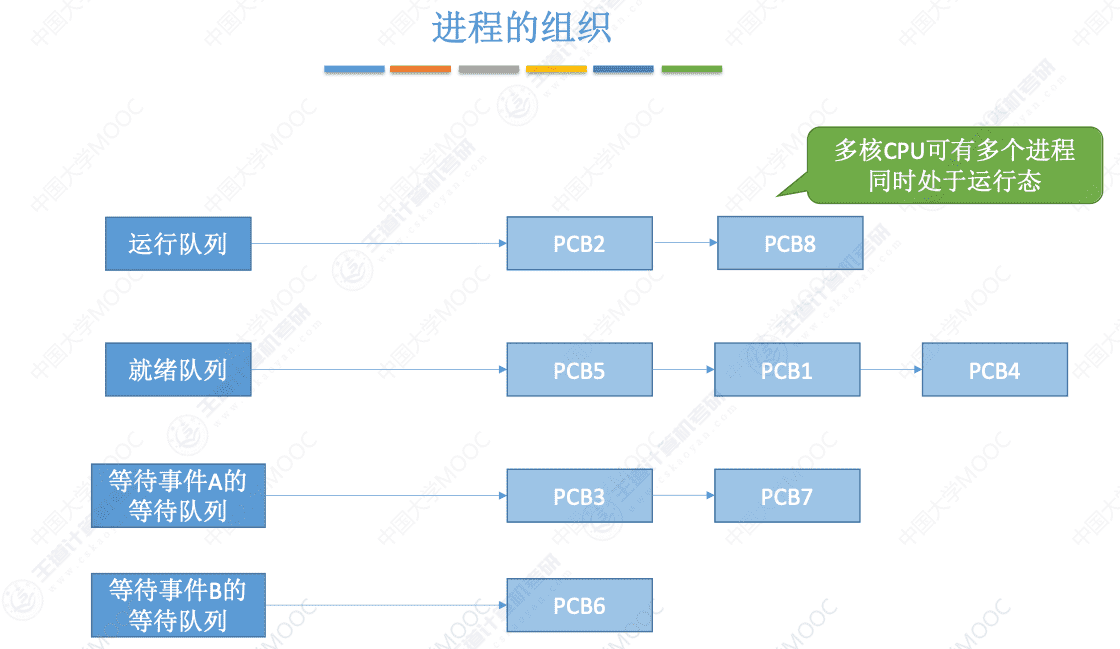 进程的组织
多核CPU可有多个进程
同时处于运行态
运行队列
PCB2
PCB8
就绪队列
PCB5
PCB1
PCB4
等待事件A的
等待队列
PCB3
PCB7
等待事件B的
等待队列
PCB6
中国大学MOOC
王道计算机考研
www.cskaoyan.com